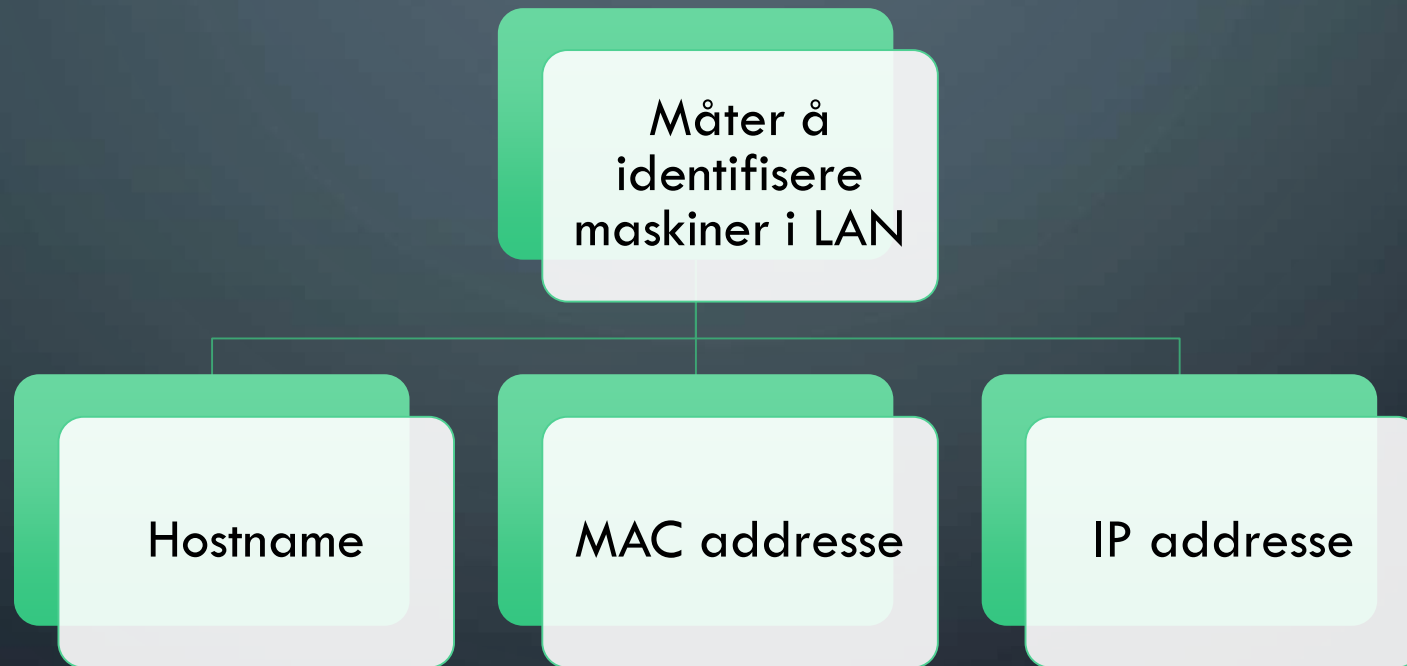 Måter å
identifisere
maskiner i LAN
Hostname
MAC addresse
IP addresse